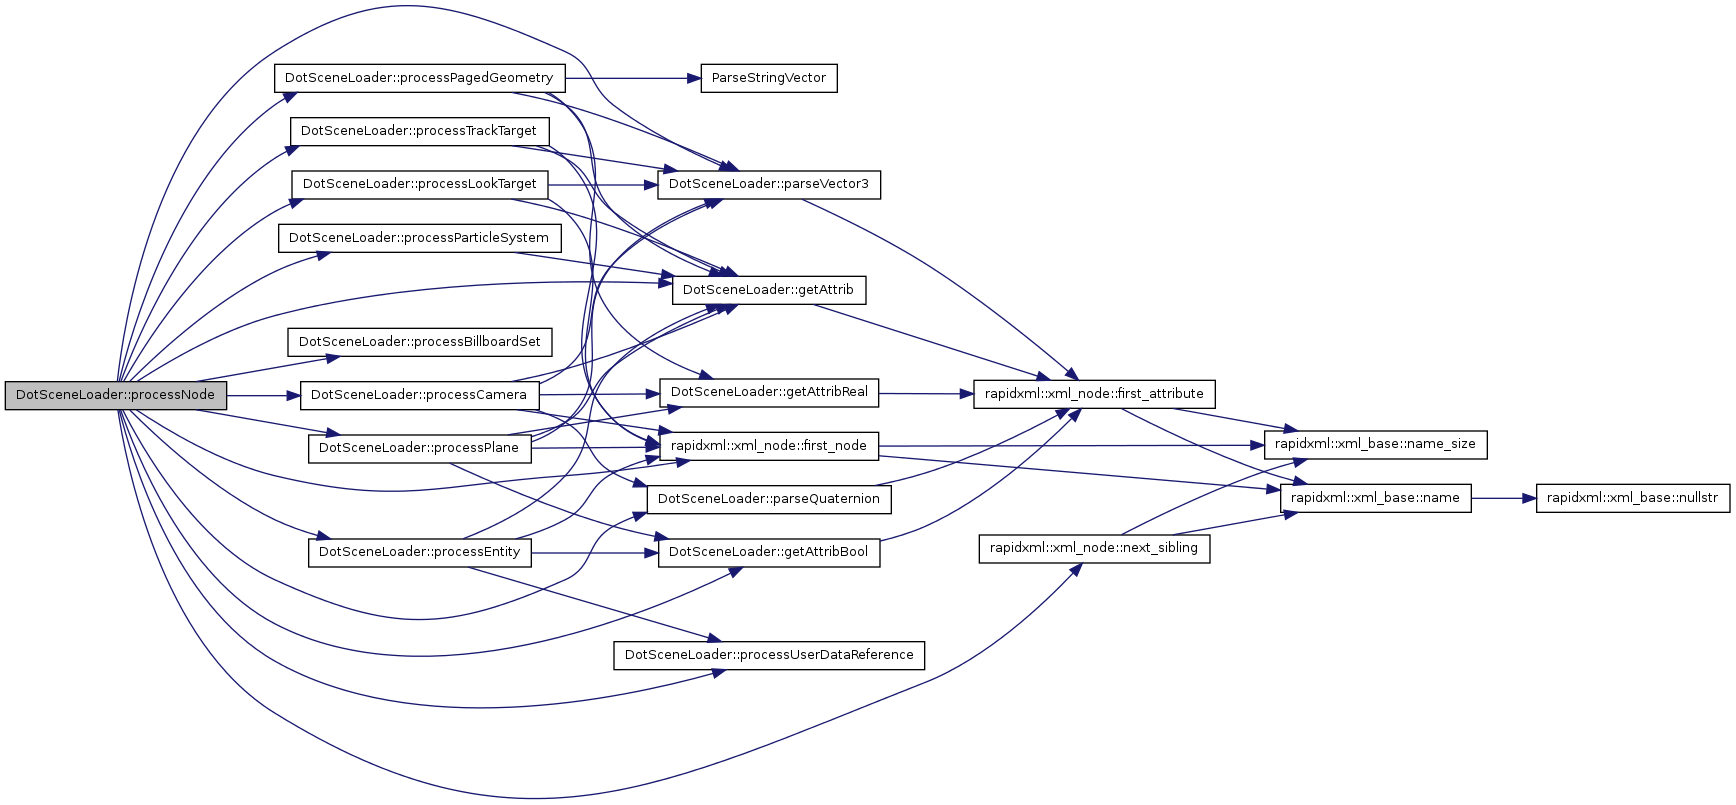 DotSceneLoader::processPagedGeometry
ParseStringVector
DotSceneLoader::processTrackTarget
DotSceneLoader::processLookTarget
DotSceneLoader::parseVector3
DotSceneLoader::processParticleSystem
DotSceneLoader::getAttrib
DotSceneLoader::processBillboardSet
DotSceneLoader::processNode
DotSceneLoader::processCamera
DotSceneLoader::getAttribReal
rapidxml::xml_node::first_attribute
DotSceneLoader::processPlane
rapidxml::xml_node::first_node
rapidxml::xml_base::name_size
DotSceneLoader::parseQuaternion
rapidxml::xml_base::name
rapidxml::xml_base::nullstr
DotSceneLoader::processEntity
DotSceneLoader::getAttribBool
rapidxml::xml_node::next_sibling
DotSceneLoader::processUserDataReference